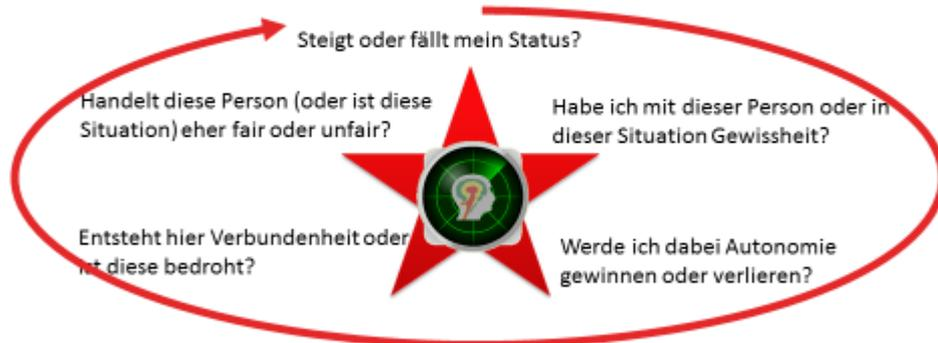 Steigt oder fällt mein Status?
Habe ich mit dieser Person oder in
dieser Situation Gewissheit?
Werde ich dabei Autonomie
gewinnen oder verlieren?
Entsteht hier Verbundenheit oder
ist diese bedroht?
Handelt diese Person (oder ist diese
Situation) eher fair oder unfair?